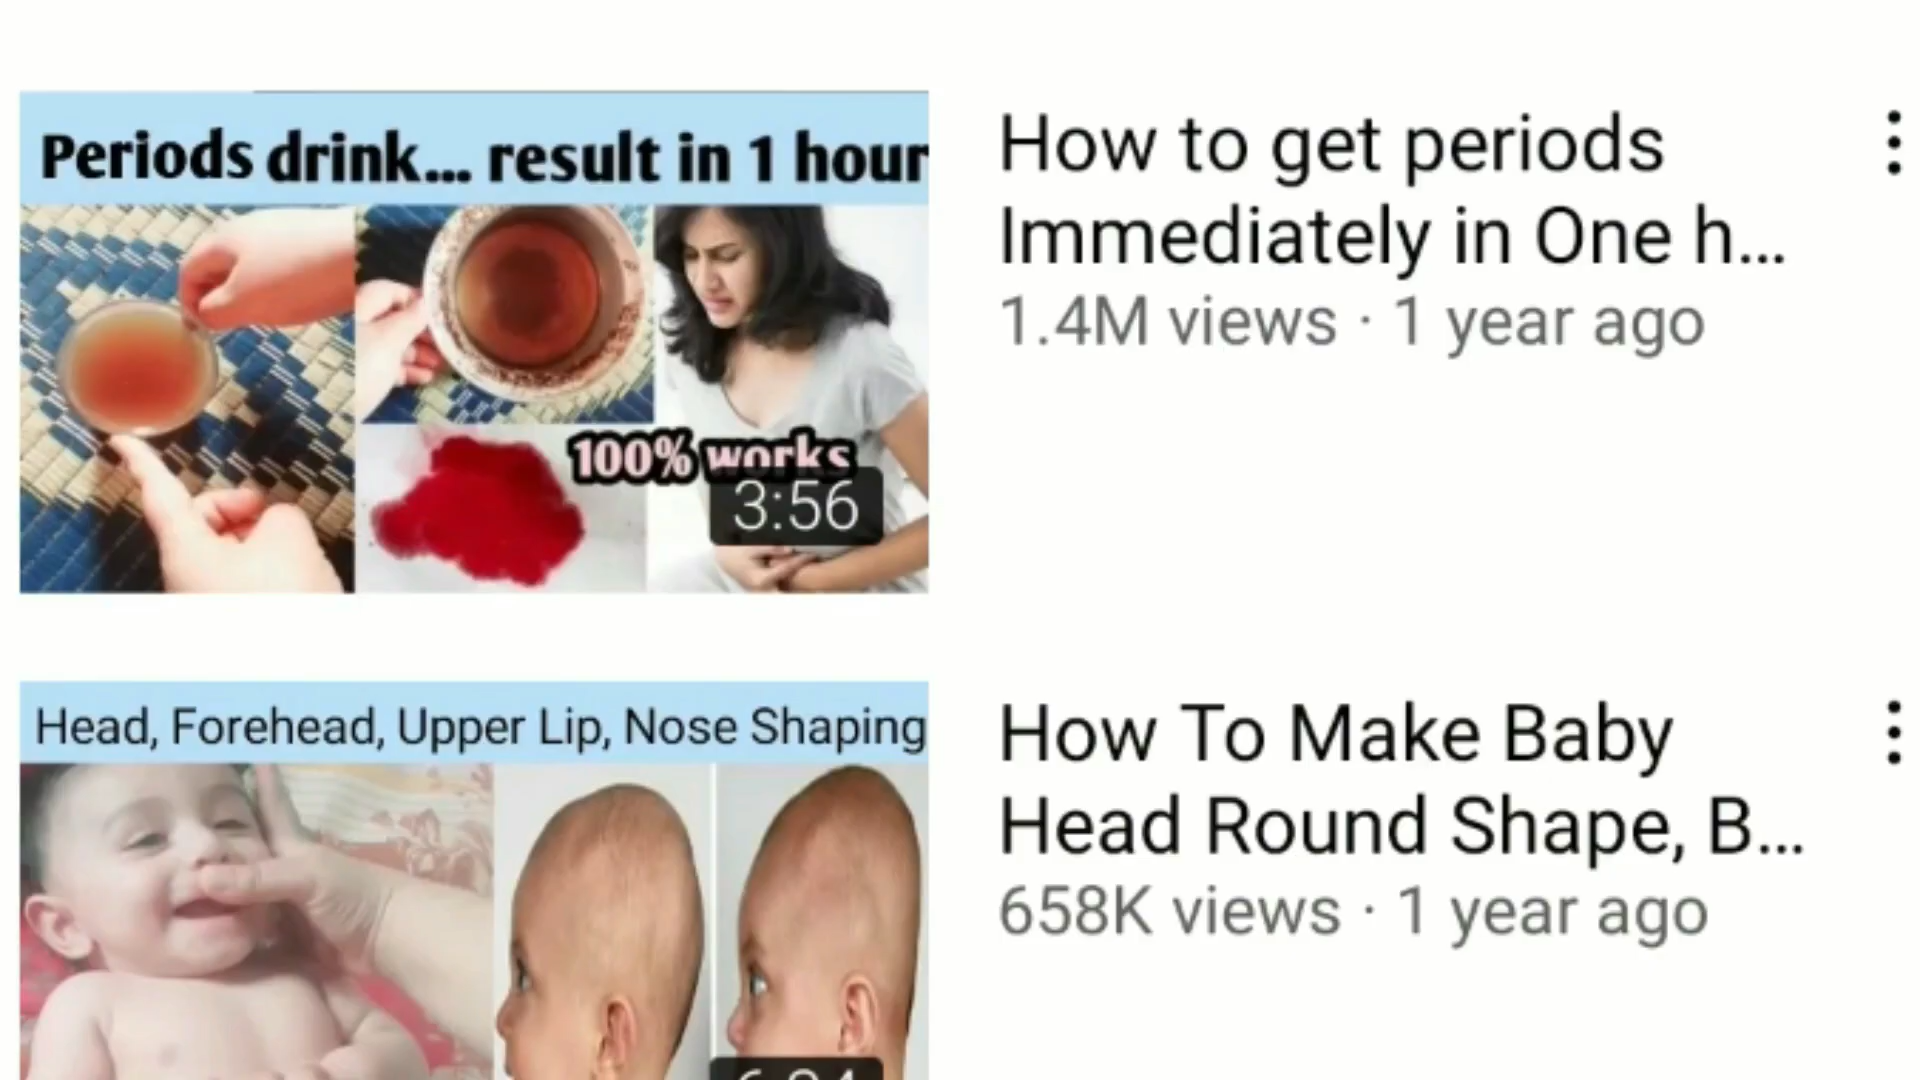 Periods drink... result in 1 hour
100% works
3:56
How to get periods
Immediately in One h...
1.4M views · 1 year ago
Head, Forehead, Upper Lip, Nose Shaping
How To Make Baby
Head Round Shape, B...
658K views · 1 year ago